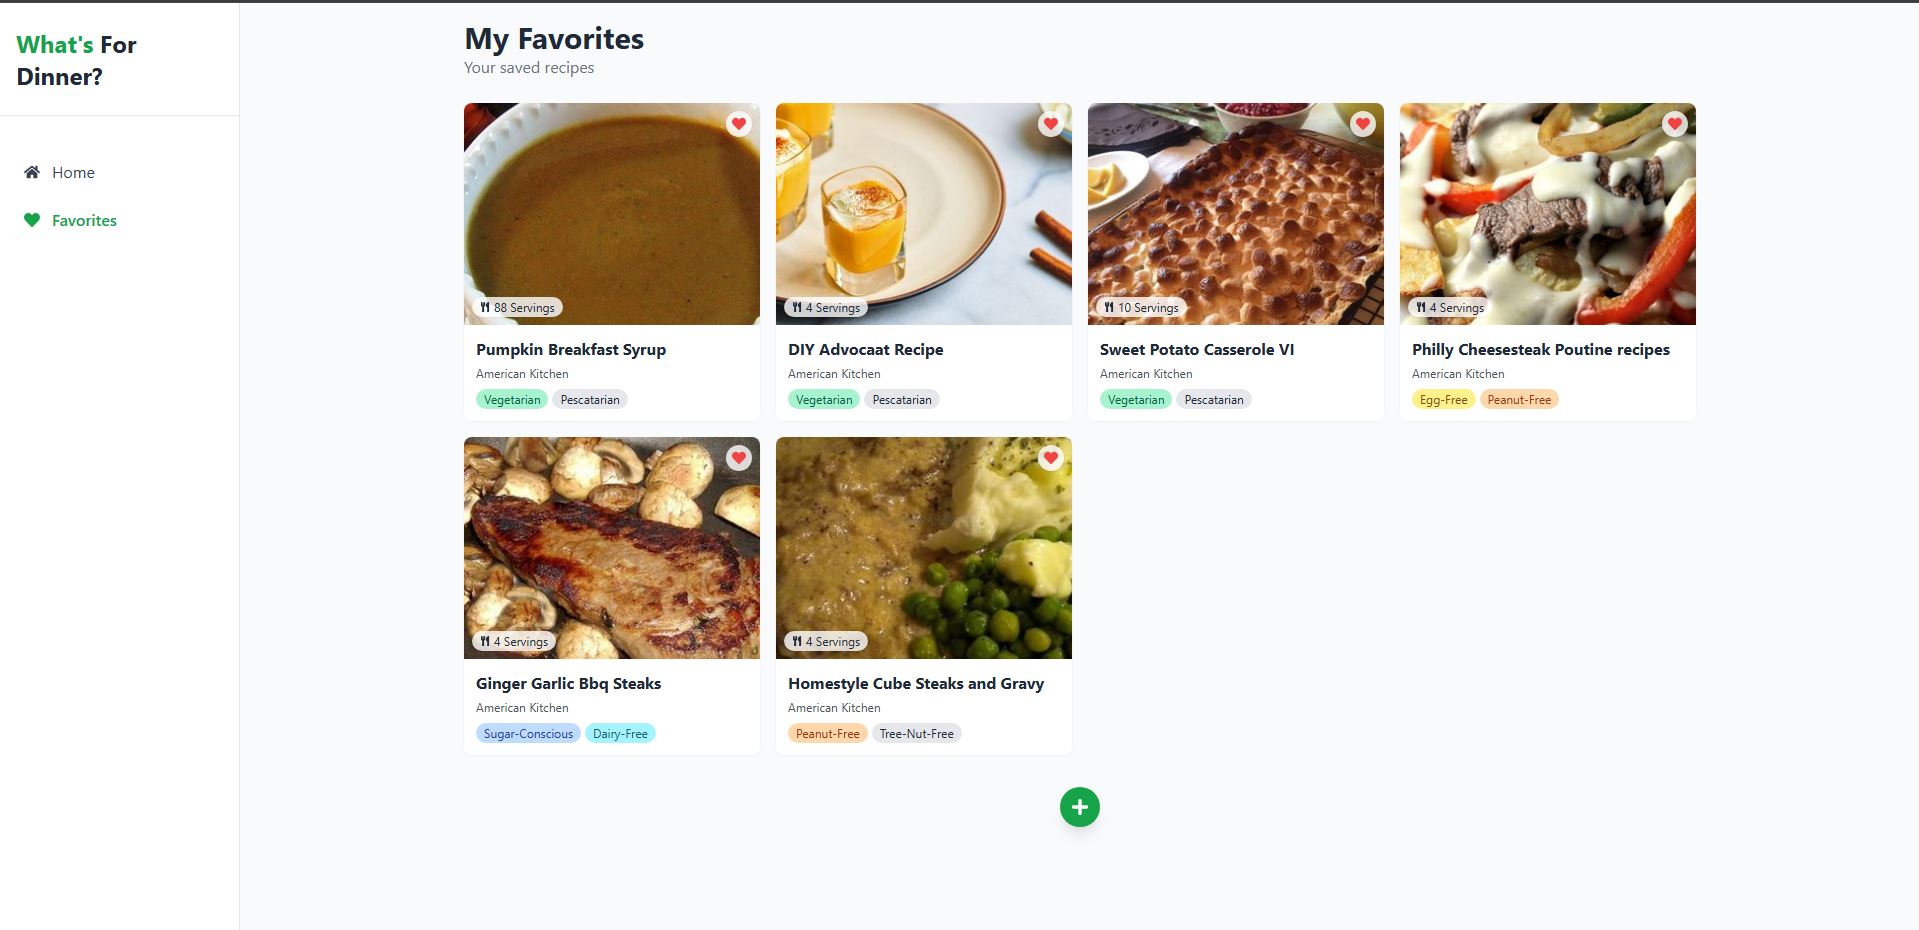 What's For
Dinner?
Home
Favorites
My Favorites
Your saved recipes
88 Servings
Pumpkin Breakfast Syrup
American Kitchen
Vegetarian Pescatarian
4 Servings
DIY Advocaat Recipe
American Kitchen
Vegetarian Pescatarian
10 Servings
Sweet Potato Casserole VI
American Kitchen
Vegetarian Pescatarian
4 Servings
Philly Cheesesteak Poutine recipes
American Kitchen
Egg-Free Peanut-Free
4 Servings
Ginger Garlic Bbq Steaks
American Kitchen
Sugar-Conscious Dairy-Free
4 Servings
Homestyle Cube Steaks and Gravy
American Kitchen
Peanut-Free Tree-Nut-Free